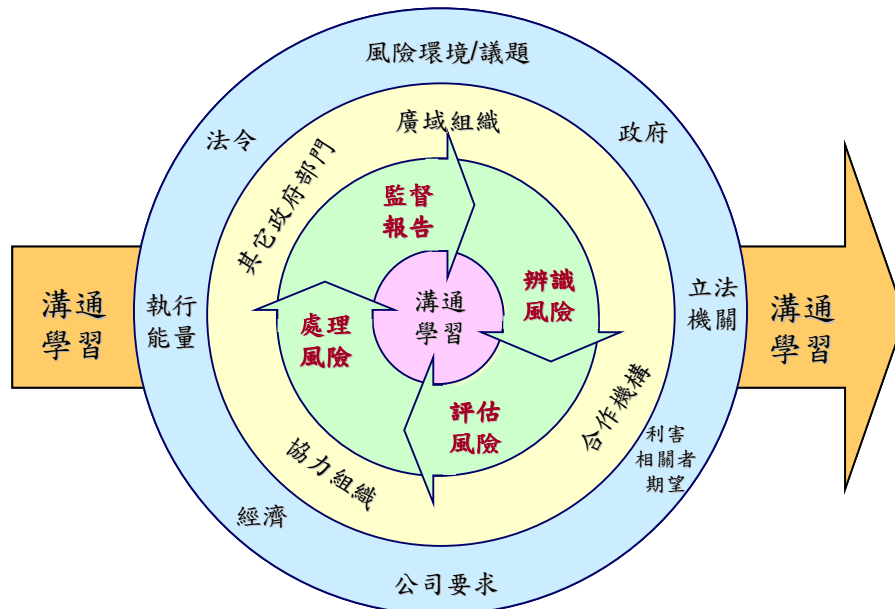 風險環境/議題
法令
政府
廣域組織
其它政府部門
監督
報告
辨識
風險
溝通
學習
執行
能量
處理
風險
溝通
學習
立法
機關
溝通
學習
評估
風險
合作機構
協力組織
利害
相關者
期望
經濟
公司要求